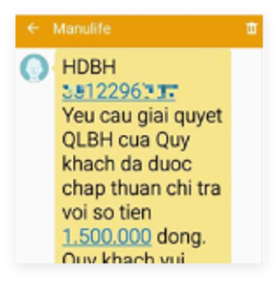 Manulife
HDBH
Yeu cau giai quyet
QLBH cua Quy
khach da duoc
chap thuan chi tra
voi so tien
1.500.000 dong.
Quy khach vui